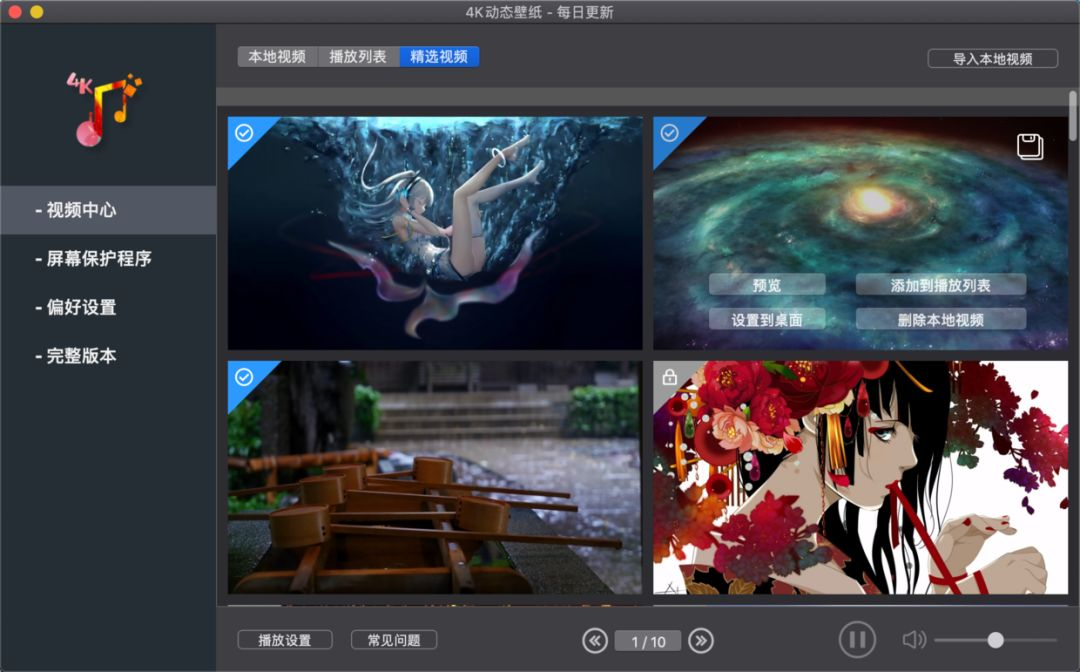 4K动态壁纸 - 每日更新
4K
本地视频 播放列表 精选视频 导入本地视频
- 视频中心
- 屏幕保护程序
- 偏好设置
- 完整版本
预览 添加到播放列表
设置到桌面 删除本地视频
播放设置 常见问题 1 / 10